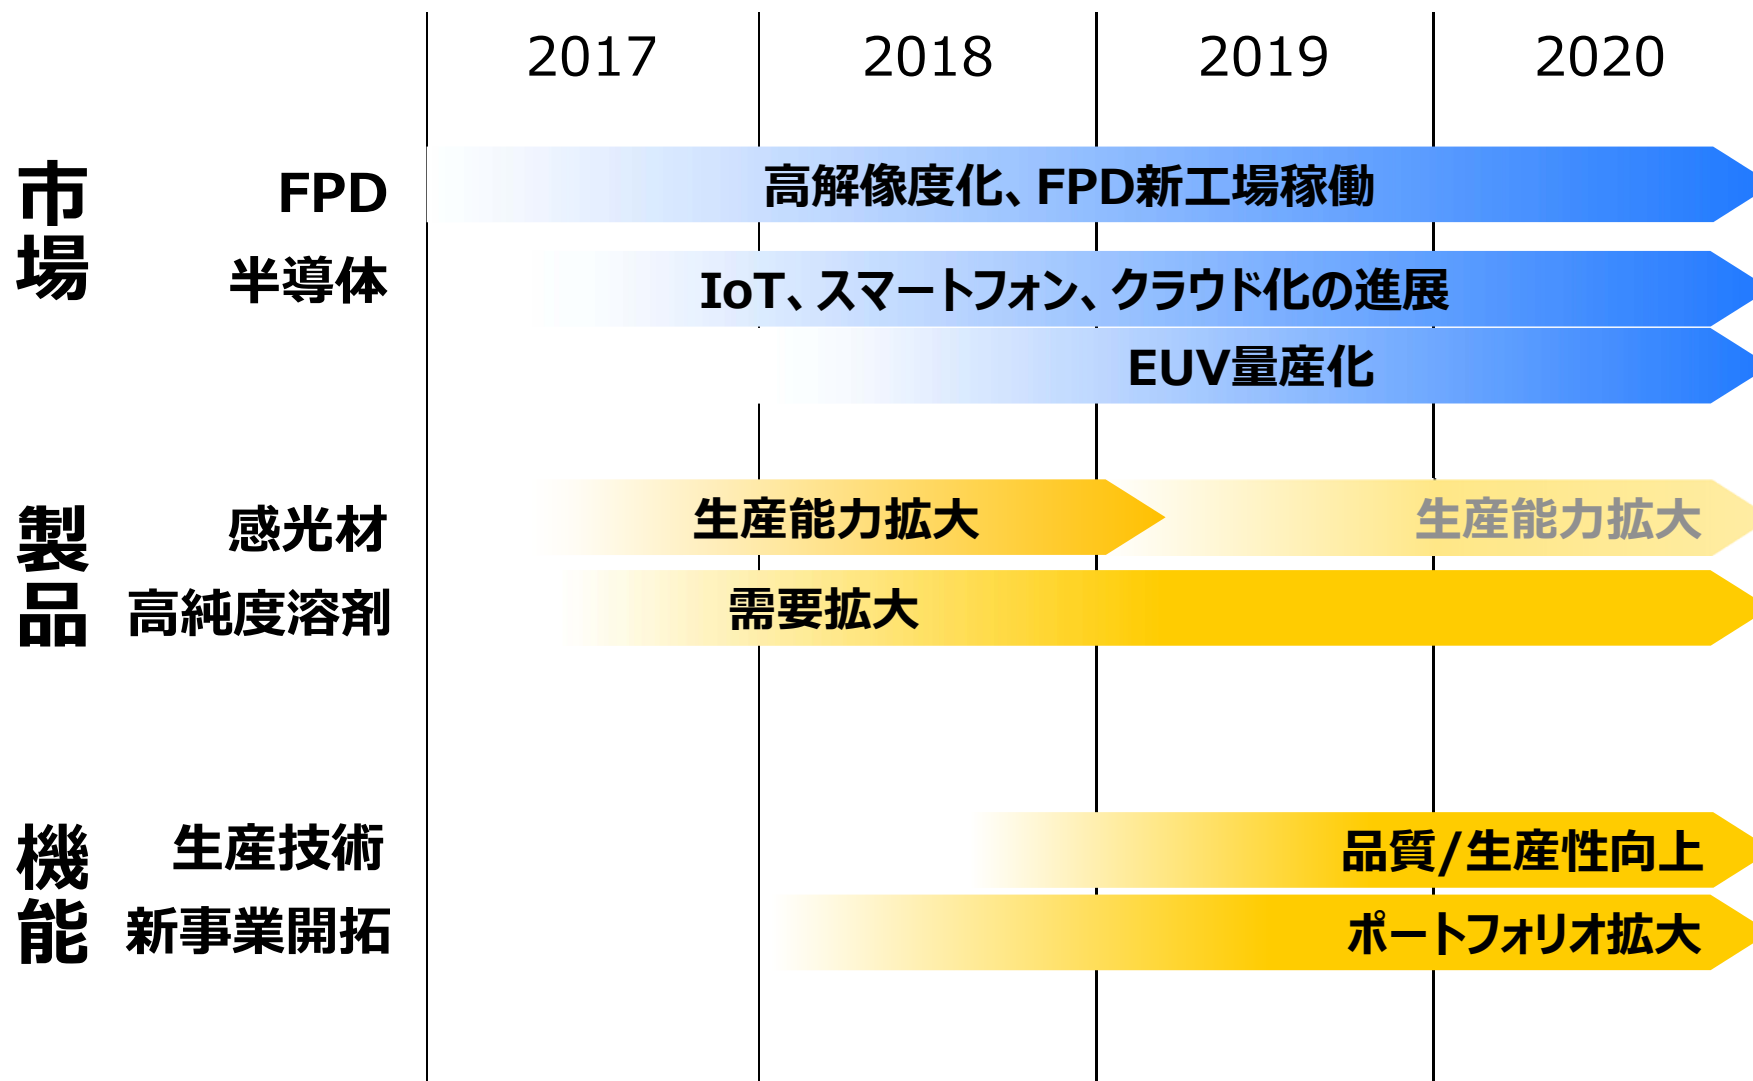 2017 2018 2019 2020
市場
FPD
高解像度化、FPD新工場稼働
半導体
IoT、スマートフォン、クラウド化の進展
EUV量産化
製品
感光材
生産能力拡大
生産能力拡大
高純度溶剤
需要拡大
機能
生産技術
品質/生産性向上
新事業開拓
ポートフォリオ拡大